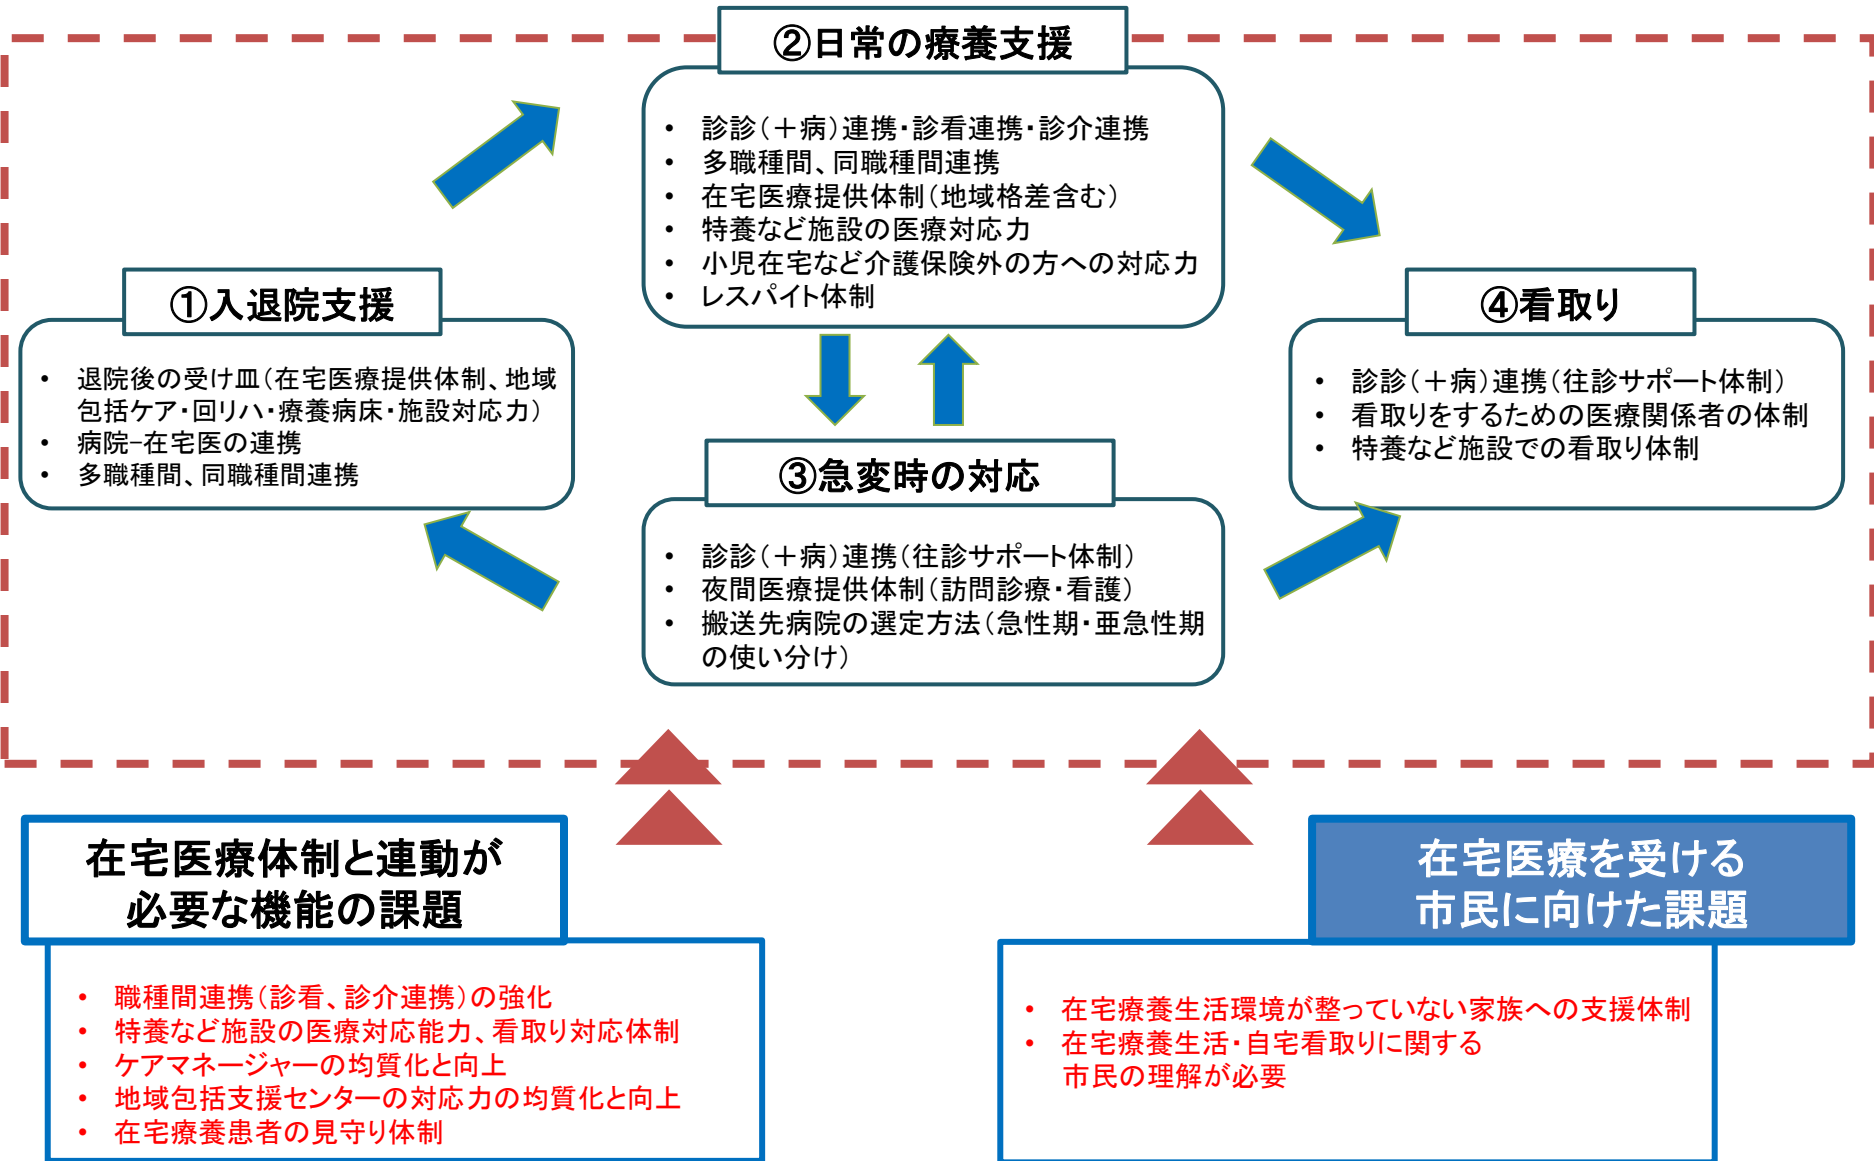 ②日常の療養支援
• 診診(＋病)連携・診看連携・診介連携
• 多職種間、同職種間連携
• 在宅医療提供体制(地域格差含む)
• 特養など施設の医療対応力
• 小児在宅など介護保険外の方への対応力
• レスパイト体制
①入退院支援
• 退院後の受け皿(在宅医療提供体制、地域
包括ケア・回リハ・療養病床・施設対応力)
• 病院−在宅医の連携
• 多職種間、同職種間連携
④看取り
• 診診(＋病)連携(往診サポート体制)
• 看取りをするための医療関係者の体制
• 特養など施設での看取り体制
③急変時の対応
• 診診(＋病)連携(往診サポート体制)
• 夜間医療提供体制(訪問診療・看護)
• 搬送先病院の選定方法(急性期・亜急性期
の使い分け)
在宅医療体制と連動が
必要な機能の課題
• 職種間連携(診看、診介連携)の強化
• 特養など施設の医療対応能力、看取り対応体制
• ケアマネージャーの均質化と向上
• 地域包括支援センターの対応力の均質化と向上
• 在宅療養患者の見守り体制
在宅医療を受ける
市民に向けた課題
• 在宅療養生活環境が整っていない家族への支援体制
• 在宅療養生活・自宅看取りに関する
市民の理解が必要